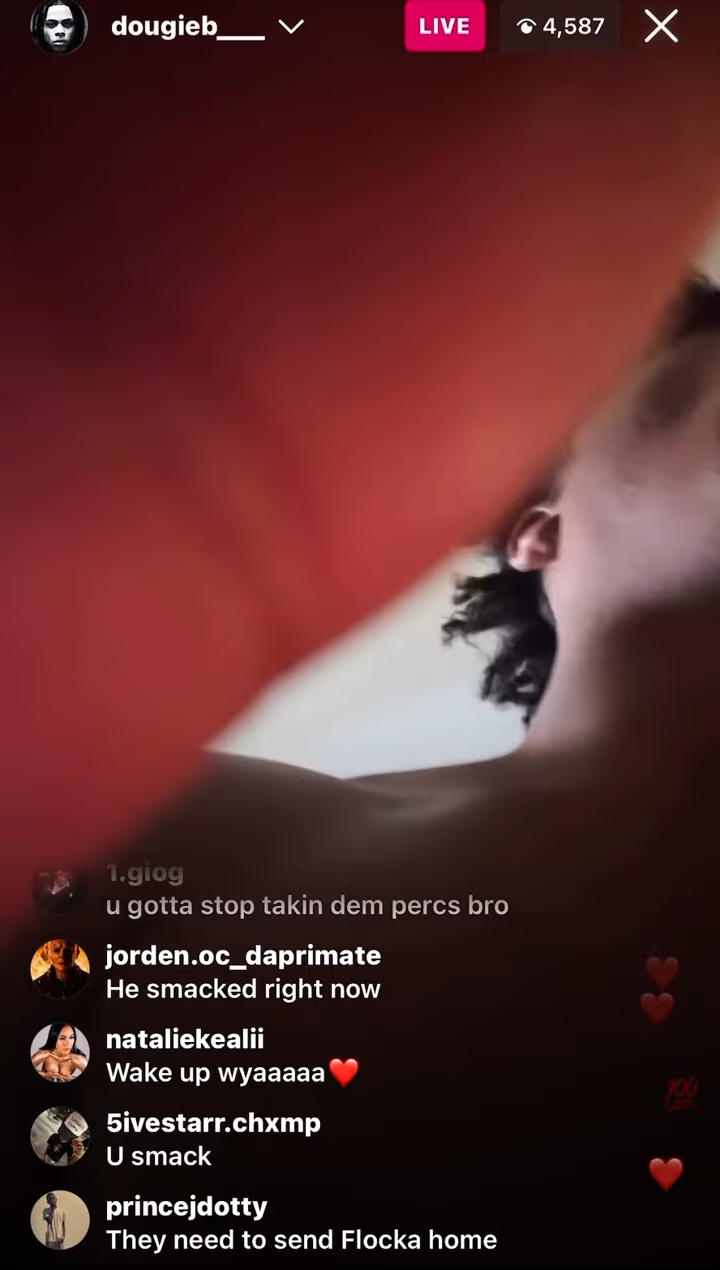 dougieb___
LIVE
4,587
1.giog
u gotta stop takin dem percs bro
jorden.oc_daprimate
He smacked right now
nataliekealii
Wake up wyaaaaa❤️
5ivestarr.chxmp
U smack
💯
princejdotty
They need to send Flocka home